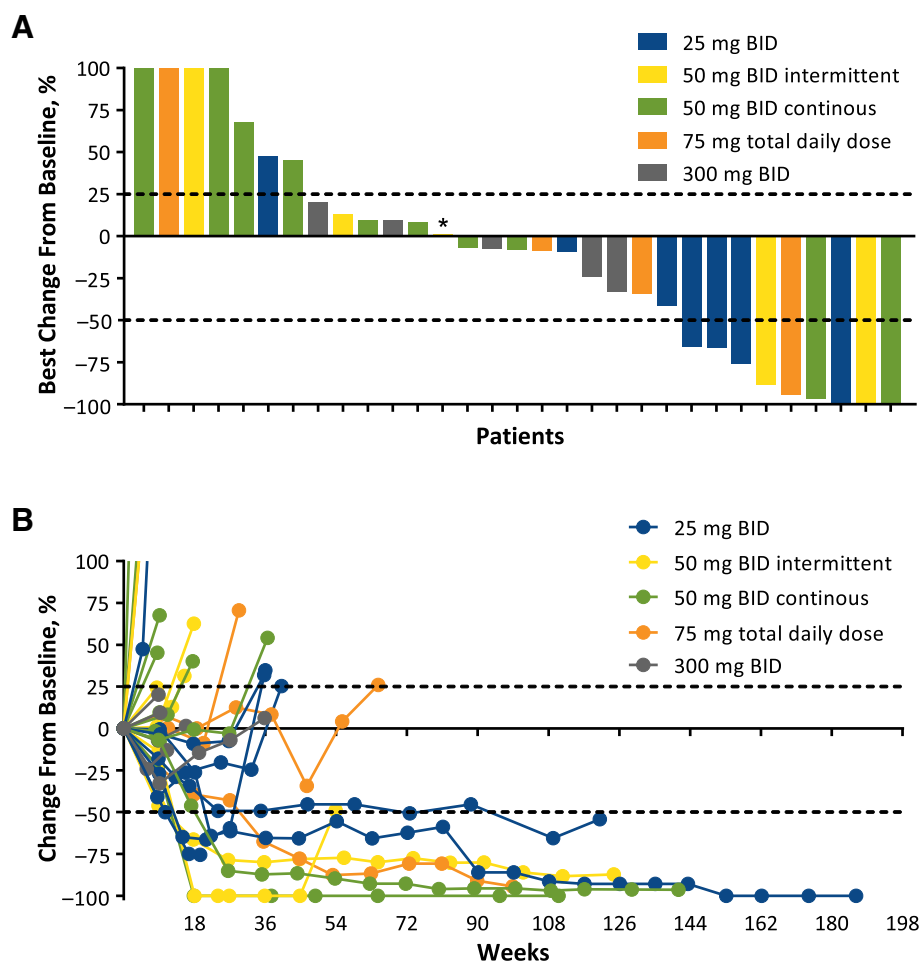 A
25 mg BID
50 mg BID intermittent
50 mg BID continous
75 mg total daily dose
300 mg BID
Best Change From Baseline, %
100
75
50
25
0
−25
−50
−75
−100
*
Patients
B
25 mg BID
50 mg BID intermittent
50 mg BID continous
75 mg total daily dose
300 mg BID
Change From Baseline, %
100
75
50
25
0
−25
−50
−75
−100
18 36 54 72 90 108 126 144 162 180 198
Weeks